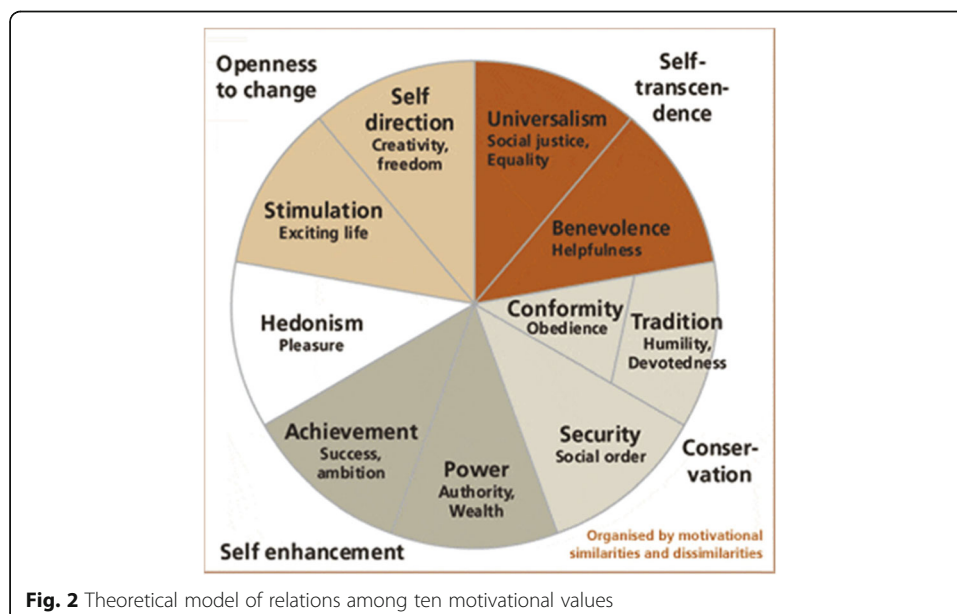 Openness
to change
Self-
transcen-
dence
Self
direction
Creativity,
freedom
Universalism
Social justice,
Equality
Stimulation
Exciting life
Benevolence
Helpfulness
Hedonism
Pleasure
Conformity
Obedience
Tradition
Humility,
Devotedness
Achievement
Success,
ambition
Power
Authority,
Wealth
Security
Social order
Conser-
vation
Self enhancement
Organised by motivational
similarities and dissimilarities
Fig. 2 Theoretical model of relations among ten motivational values